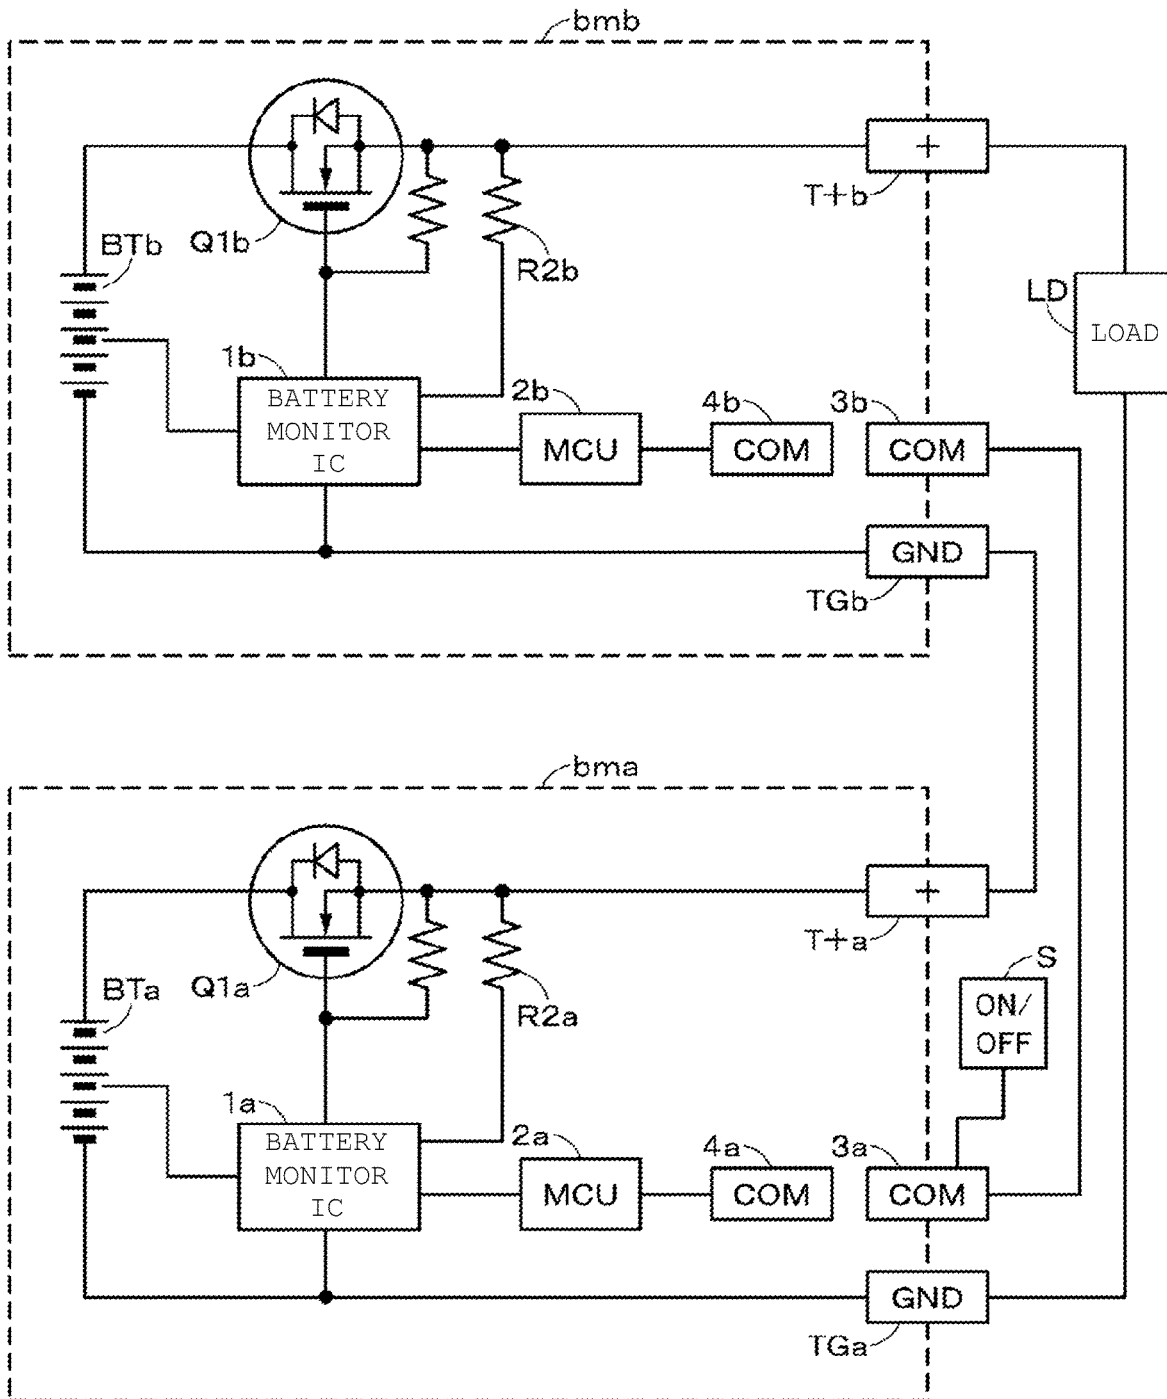 bmb
+
T+b
Q1b
BTb
R2b
LD
LOAD
1b
BATTERY
MONITOR
IC
2b
MCU
4b
COM
3b
COM
GND
TGb
bma
+
T+a
Q1a
BTa
R2a
S
ON/
OFF
1a
BATTERY
MONITOR
IC
2a
MCU
4a
COM
3a
COM
GND
TGa